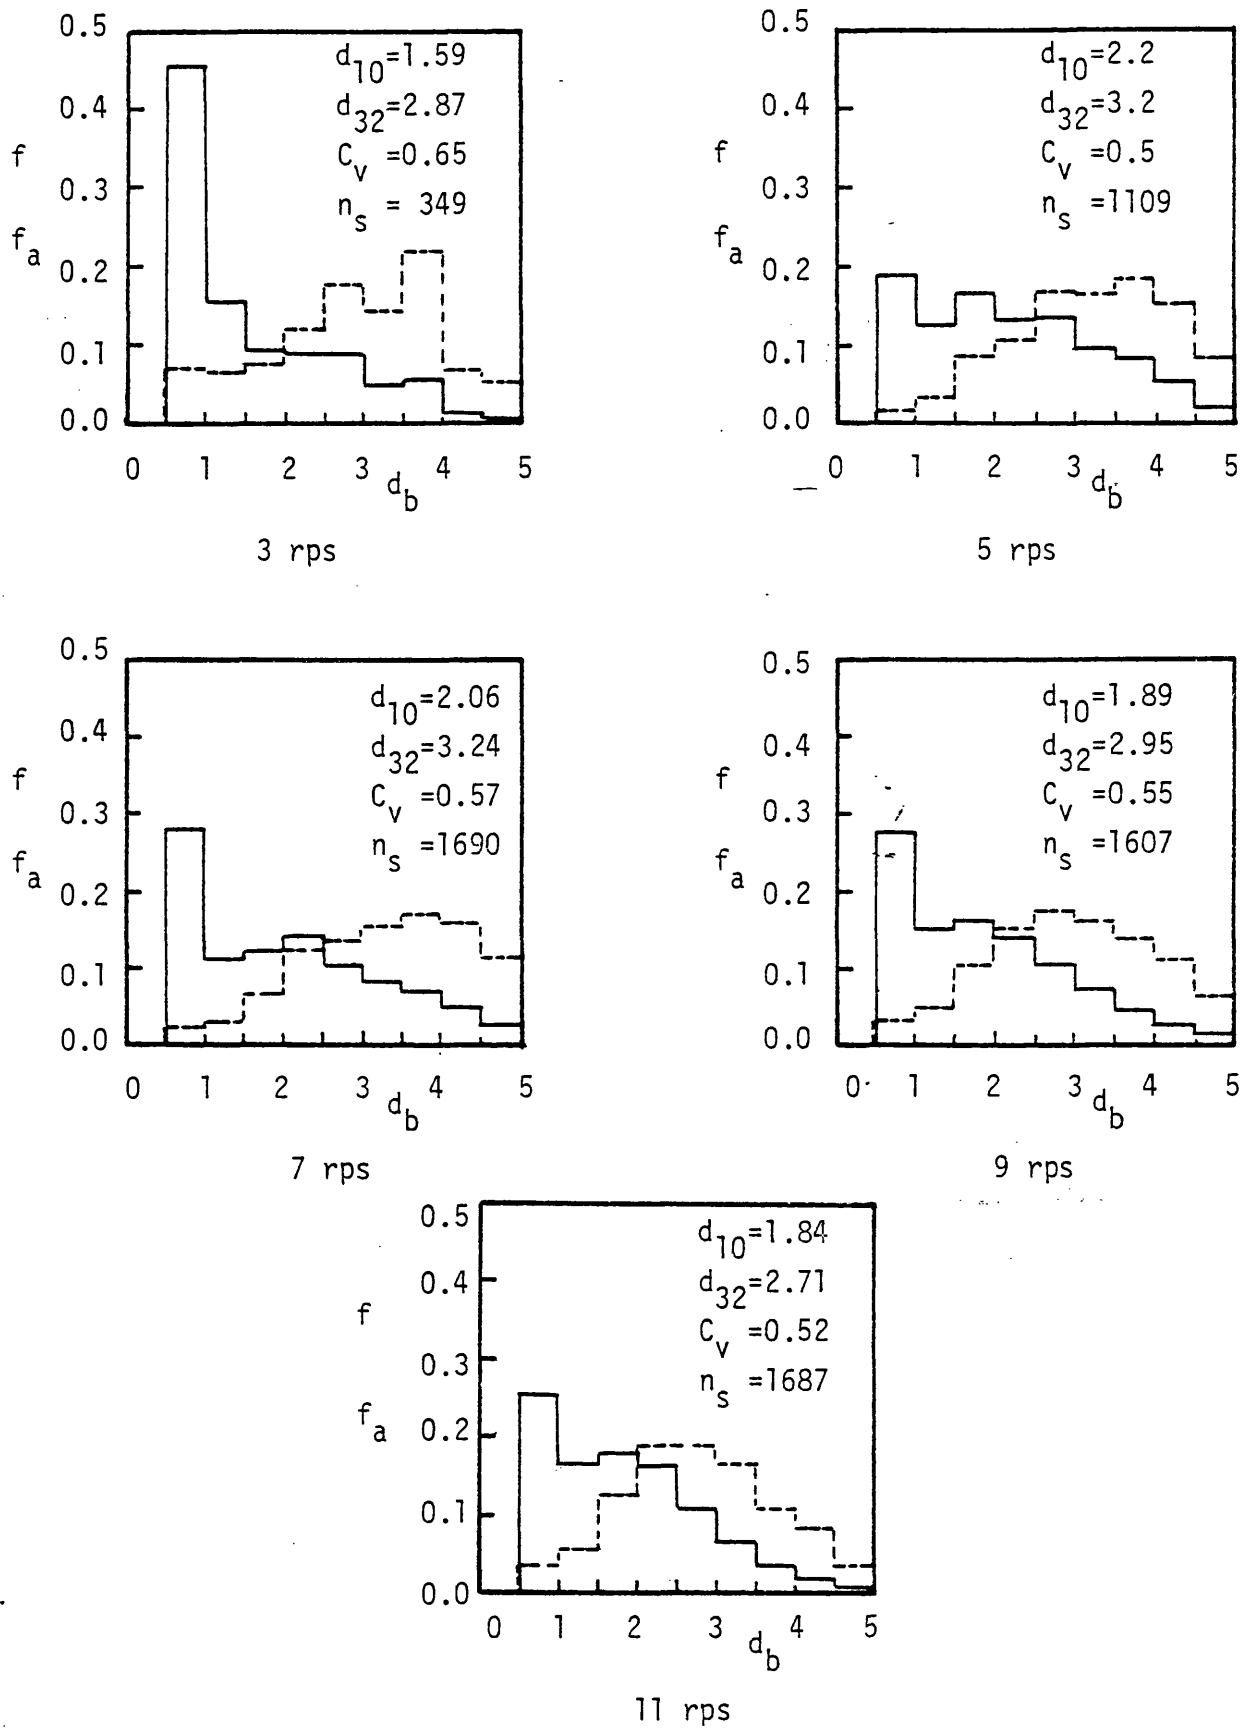 0.5
0.4
f
0.3
f_a
0.2
0.1
0.0
d_10=1.59
d_32=2.87
C_v =0.65
n_s = 349
0 1 2 3 4 5
d_b
3 rps
0.5
0.4
f
0.3
f_a
0.2
0.1
0.0
d_10=2.2
d_32=3.2
C_v =0.5
n_s =1109
0 1 2 3 4 5
d_b
5 rps
0.5
0.4
f
0.3
f_a
0.2
0.1
0.0
d_10=2.06
d_32=3.24
C_v =0.57
n_s =1690
0 1 2 3 4 5
d_b
7 rps
0.5
0.4
f
0.3
f_a
0.2
0.1
0.0
d_10=1.89
d_32=2.95
C_v =0.55
n_s =1607
0 1 2 3 4 5
d_b
9 rps
0.5
0.4
f
0.3
f_a
0.2
0.1
0.0
d_10=1.84
d_32=2.71
C_v =0.52
n_s =1687
0 1 2 3 4 5
d_b
11 rps